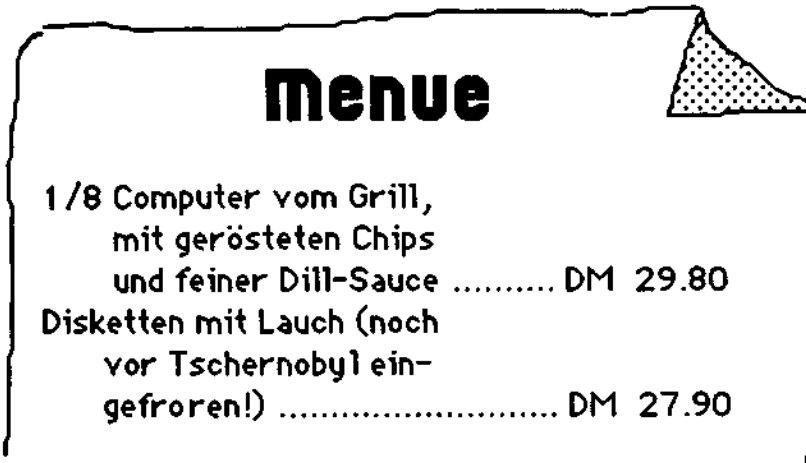 menue
1/8 Computer vom Grill,
mit gerösteten Chips
und feiner Dill-Sauce .......... DM 29.80
Disketten mit Lauch (noch
vor Tschernobyl ein-
gefroren!) ............................ DM 27.90